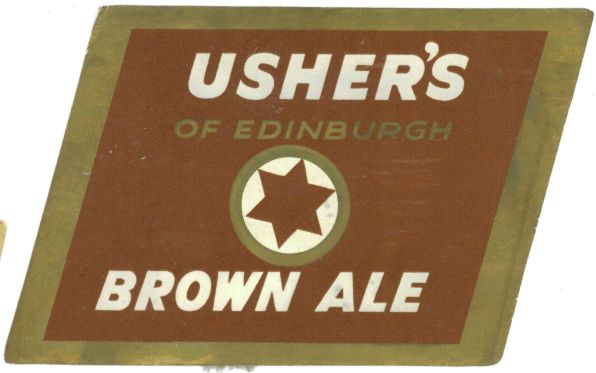 USHER'S
OF EDINBURGH
BROWN ALE